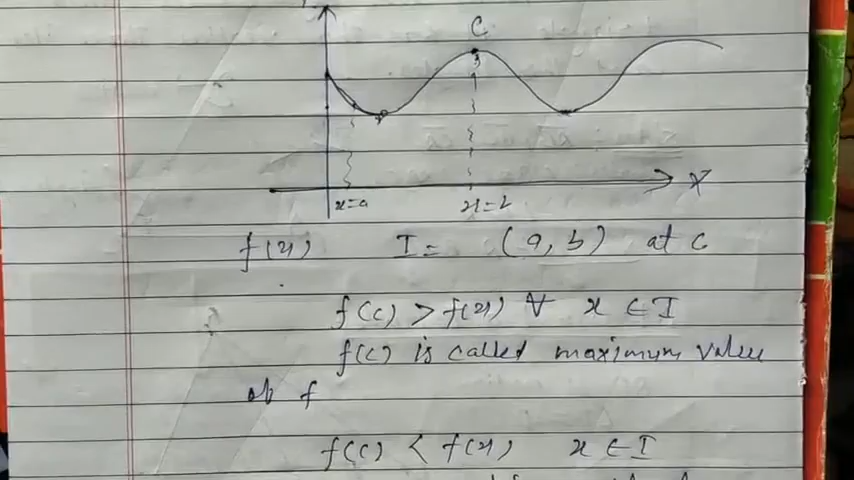 C
X
x=a x=b
f(x) I = (a, b) at c
f(c) > f(x) ∀ x ∈ I
f(c) is called maximum value
of f
f(c) < f(x) x ∈ I